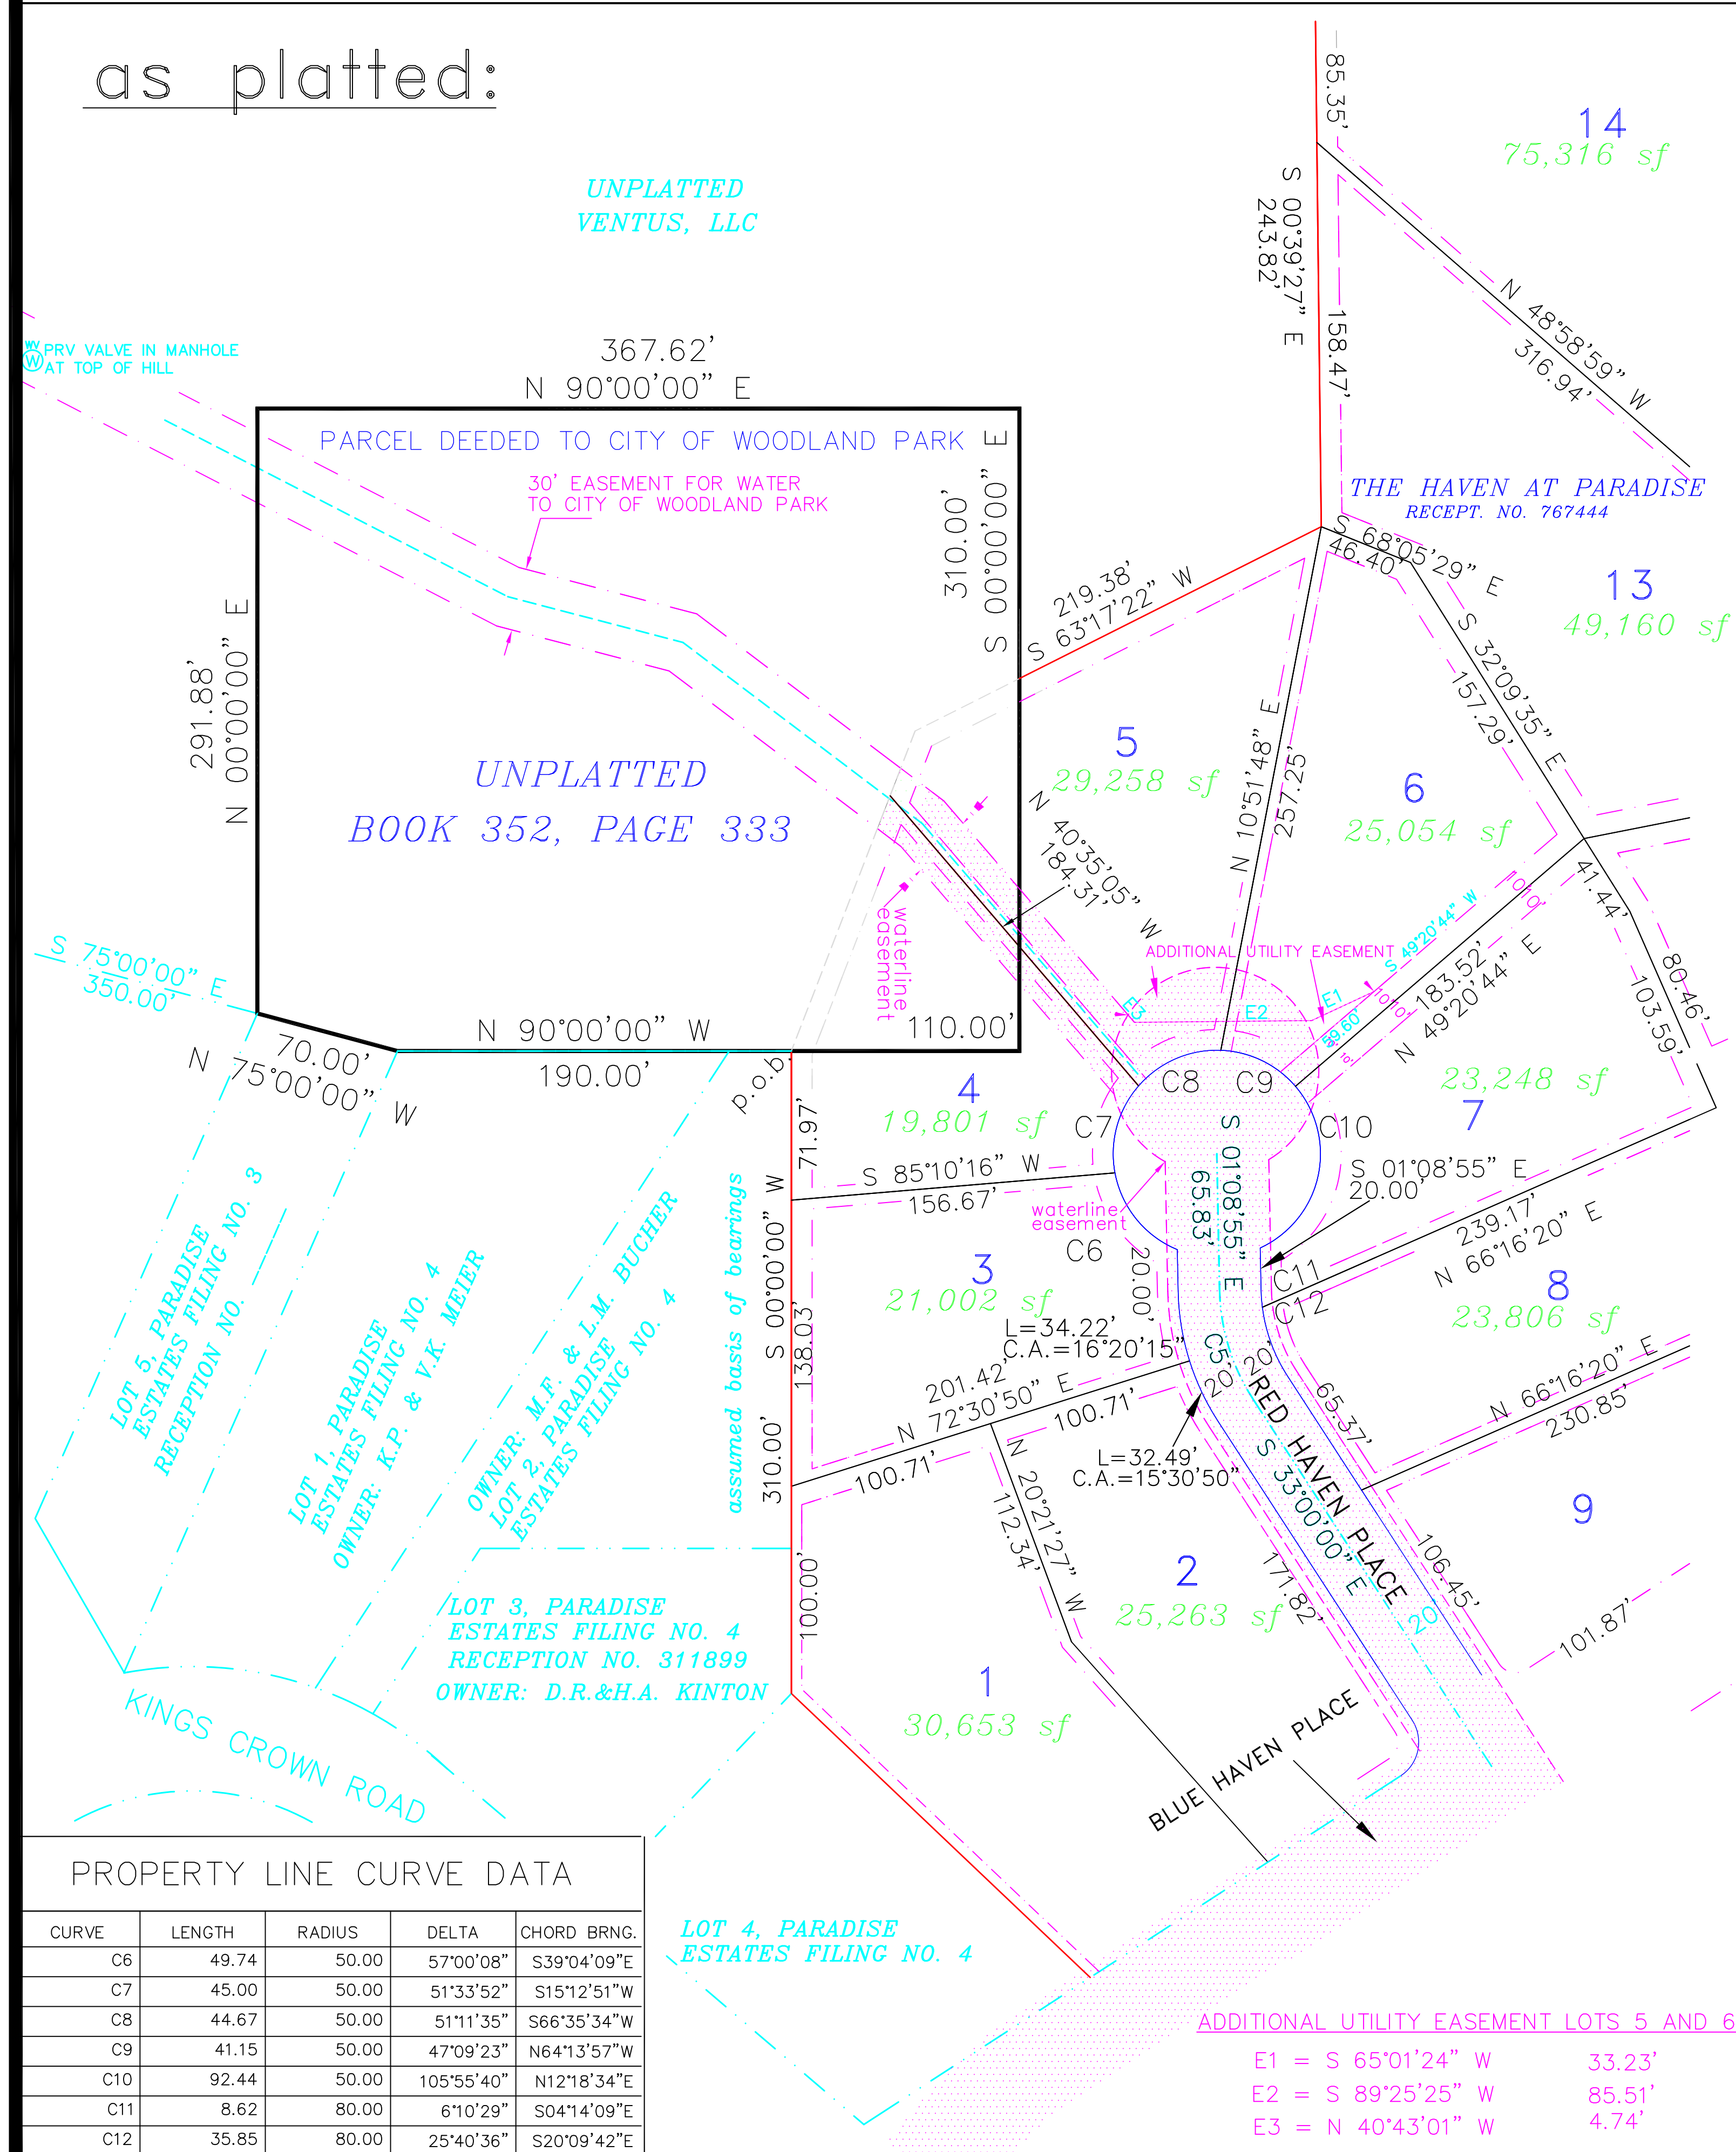 as platted:
UNPLATTED
VENTUS, LLC
85.35'
14
75,316 sf
S 00°39'27" E
243.82'
158.47'
N 48°58'59" W
316.94'
W
PRV VALVE IN MANHOLE
AT TOP OF HILL
367.62'
N 90°00'00" E
PARCEL DEEDED TO CITY OF WOODLAND PARK
30' EASEMENT FOR WATER
TO CITY OF WOODLAND PARK
310.00'
S 00°00'00" E
THE HAVEN AT PARADISE
RECEPT. NO. 767444
S 68°05'29" E
46.40'
13
49,160 sf
219.38'
S 63°17'22" W
S 32°09'35" E
157.29'
291.88'
N 00°00'00" E
UNPLATTED
BOOK 352, PAGE 333
5
29,258 sf
N 10°51'48" E
257.25'
6
25,054 sf
N 40°35'05" W
184.31'
41.44'
10'
10'
waterline
easement
ADDITIONAL UTILITY EASEMENT
S 49°20'44" W
183.52'
N 49°20'44" E
80.46'
103.59'
S 75°00'00" E
350.00'
E3
E2
E1
59.60'
10'
10'
10'
N 90°00'00" W
110.00'
70.00'
N 75°00'00" W
190.00'
p.o.b.
C8
C9
23,248 sf
7
4
19,801 sf
C7
C10
71.97'
S 85°10'16" W
156.67'
S 01°08'55" E
65.83'
S 01°08'55" E
20.00'
waterline
easement
C6
239.17'
N 66°16'20" E
20.00'
C11
C12
LOT 5, PARADISE
ESTATES FILING NO. 3
RECEPTION NO.
LOT 1, PARADISE
ESTATES FILING NO. 4
OWNER: K.P. & V.K. MEIER
OWNER: M.F. & L.M. BUCHER
LOT 2, PARADISE
ESTATES FILING NO. 4
assumed basis of bearings
S 00°00'00" W
310.00'
138.03'
3
21,002 sf
8
23,806 sf
L=34.22'
C.A.=16°20'15"
C5
20'
20'
201.42'
N 72°30'50" E
100.71'
100.71'
65.37'
N 66°16'20" E
230.85'
L=32.49'
C.A.=15°30'50"
RED HAVEN PLACE
S 33°00'00" E
N 20°21'27" W
112.34'
9
2
25,263 sf
171.82'
106.45'
20
101.87'
100.00'
LOT 3, PARADISE
ESTATES FILING NO. 4
RECEPTION NO. 311899
OWNER: D.R.&H.A. KINTON
1
30,653 sf
BLUE HAVEN PLACE
KINGS CROWN ROAD
LOT 4, PARADISE
ESTATES FILING NO. 4
PROPERTY LINE CURVE DATA
CURVE LENGTH RADIUS DELTA CHORD BRNG.
C6 49.74 50.00 57°00'08" S39°04'09"E
C7 45.00 50.00 51°33'52" S15°12'51"W
C8 44.67 50.00 51°11'35" S66°35'34"W
C9 41.15 50.00 47°09'23" N64°13'57"W
C10 92.44 50.00 105°55'40" N12°18'34"E
C11 8.62 80.00 6°10'29" S04°14'09"E
C12 35.85 80.00 25°40'36" S20°09'42"E
ADDITIONAL UTILITY EASEMENT LOTS 5 AND 6
E1 = S 65°01'24" W 33.23'
E2 = S 89°25'25" W 85.51'
E3 = N 40°43'01" W 4.74'